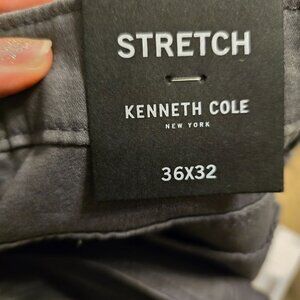 STRETCH
KENNETH COLE
NEW YORK
36X32